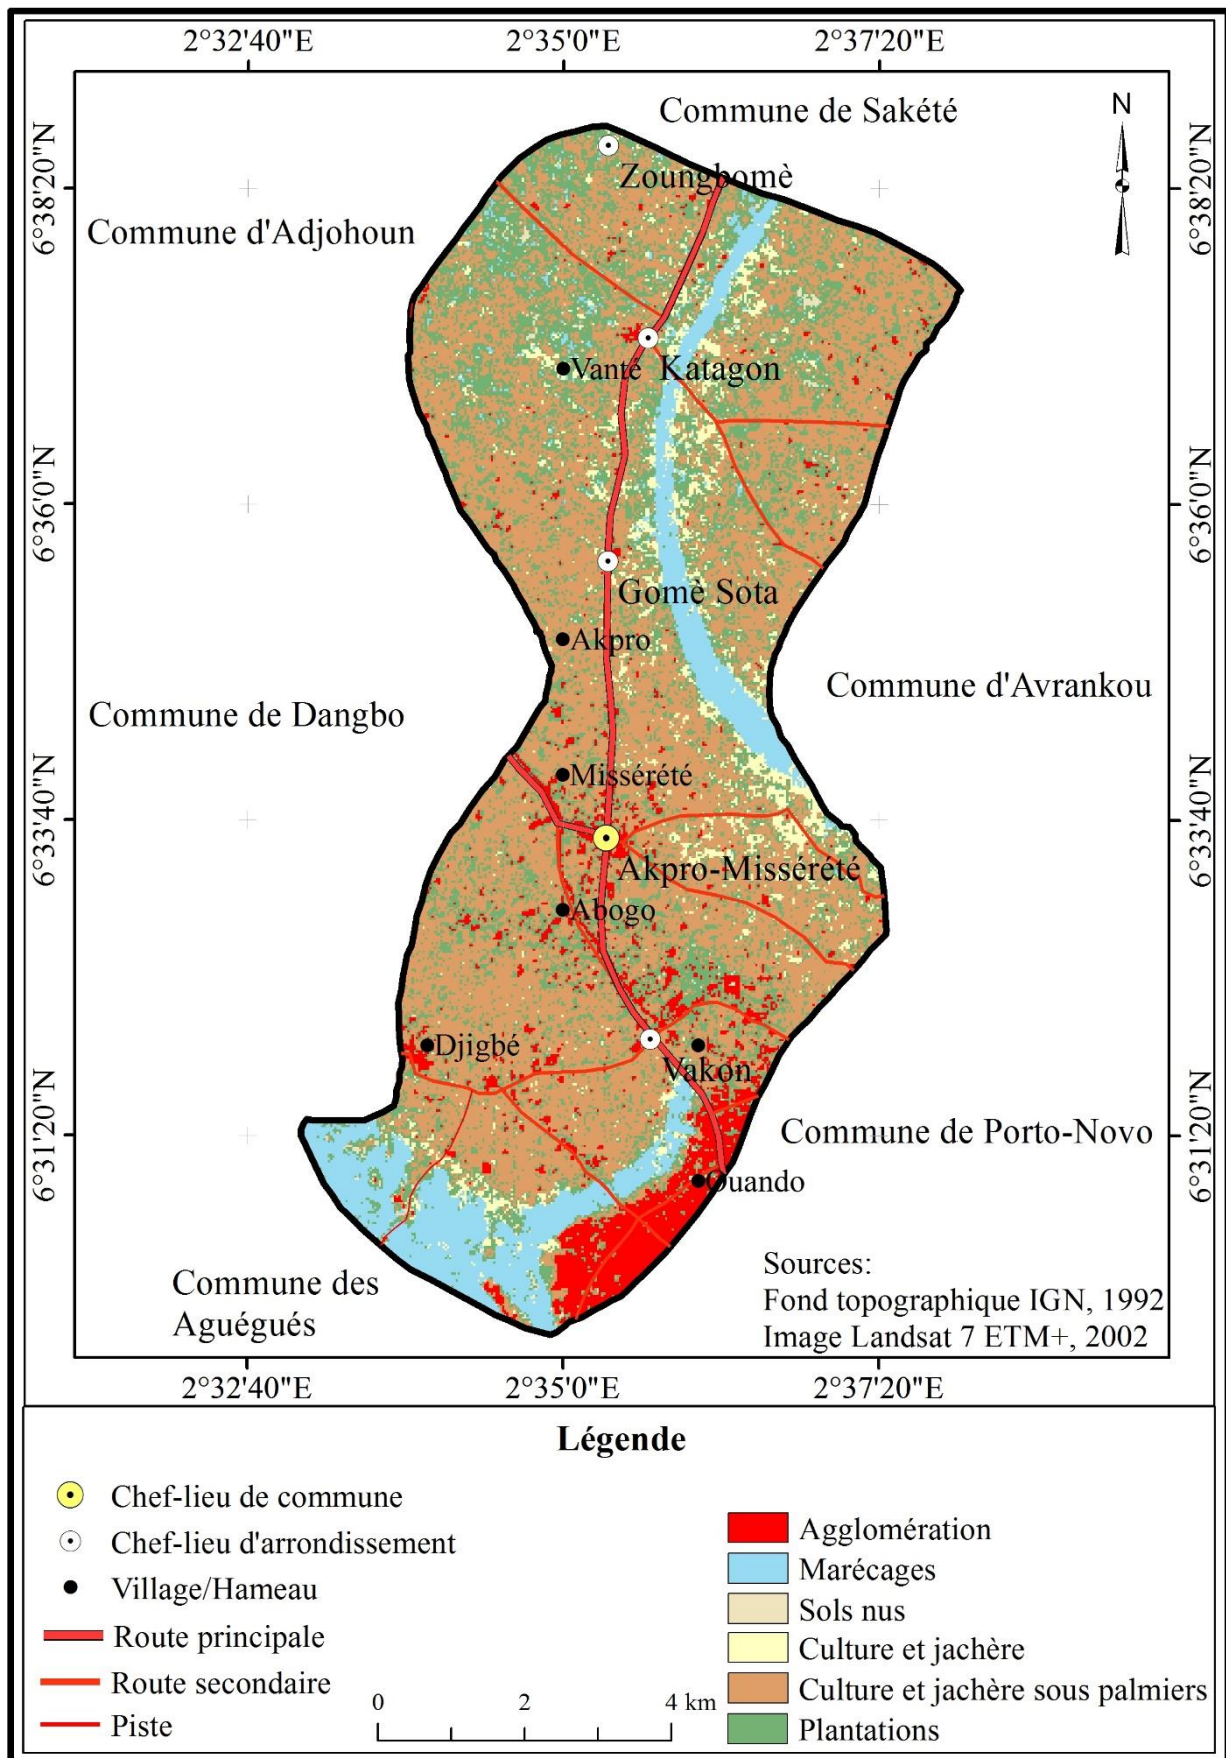 2°32'40"E
2°35'0"E
2°37'20"E
Commune de Sakété
N
Zoungbomè
6°38'20"N
6°38'20"N
Commune d'Adjohoun
Vanté
Katagon
6°36'0"N
6°36'0"N
Gomè Sota
Akpro
Commune d'Avrankou
Commune de Dangbo
Missérété
6°33'40"N
6°33'40"N
Akpro-Missérété
Abogo
Djigbé
Vakon
6°31'20"N
6°31'20"N
Commune de Porto-Novo
Ouando
Commune des
Aguégués
Sources:
Fond topographique IGN, 1992
Image Landsat 7 ETM+, 2002
2°32'40"E
2°35'0"E
2°37'20"E
Légende
Chef-lieu de commune
Chef-lieu d'arrondissement
Village/Hameau
Route principale
Route secondaire
Piste
0 2 4 km
Agglomération
Marécages
Sols nus
Culture et jachère
Culture et jachère sous palmiers
Plantations